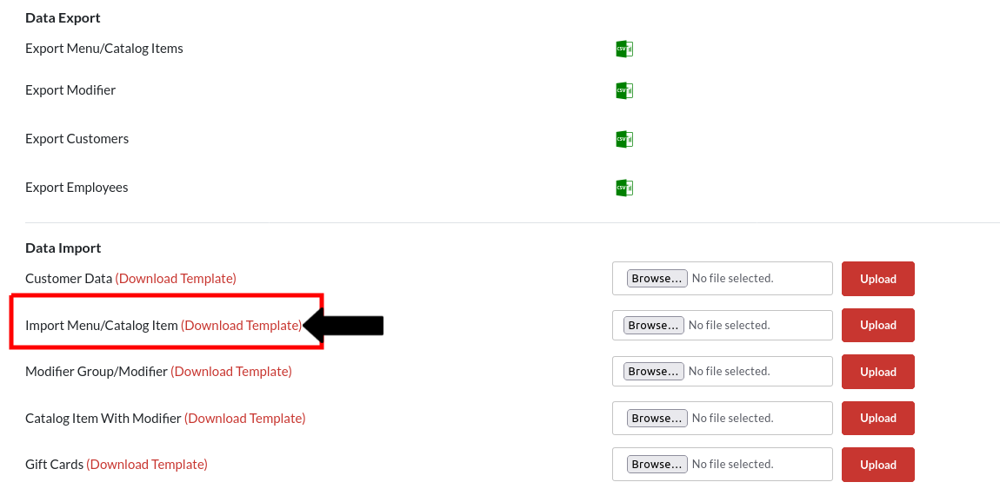 Data Export
Export Menu/Catalog Items
CSV
Export Modifier
CSV
Export Customers
CSV
Export Employees
CSV
Data Import
Customer Data (Download Template) Browse... No file selected. Upload
Import Menu/Catalog Item (Download Template) Browse... No file selected. Upload
Modifier Group/Modifier (Download Template) Browse... No file selected. Upload
Catalog Item With Modifier (Download Template) Browse... No file selected. Upload
Gift Cards (Download Template) Browse... No file selected. Upload